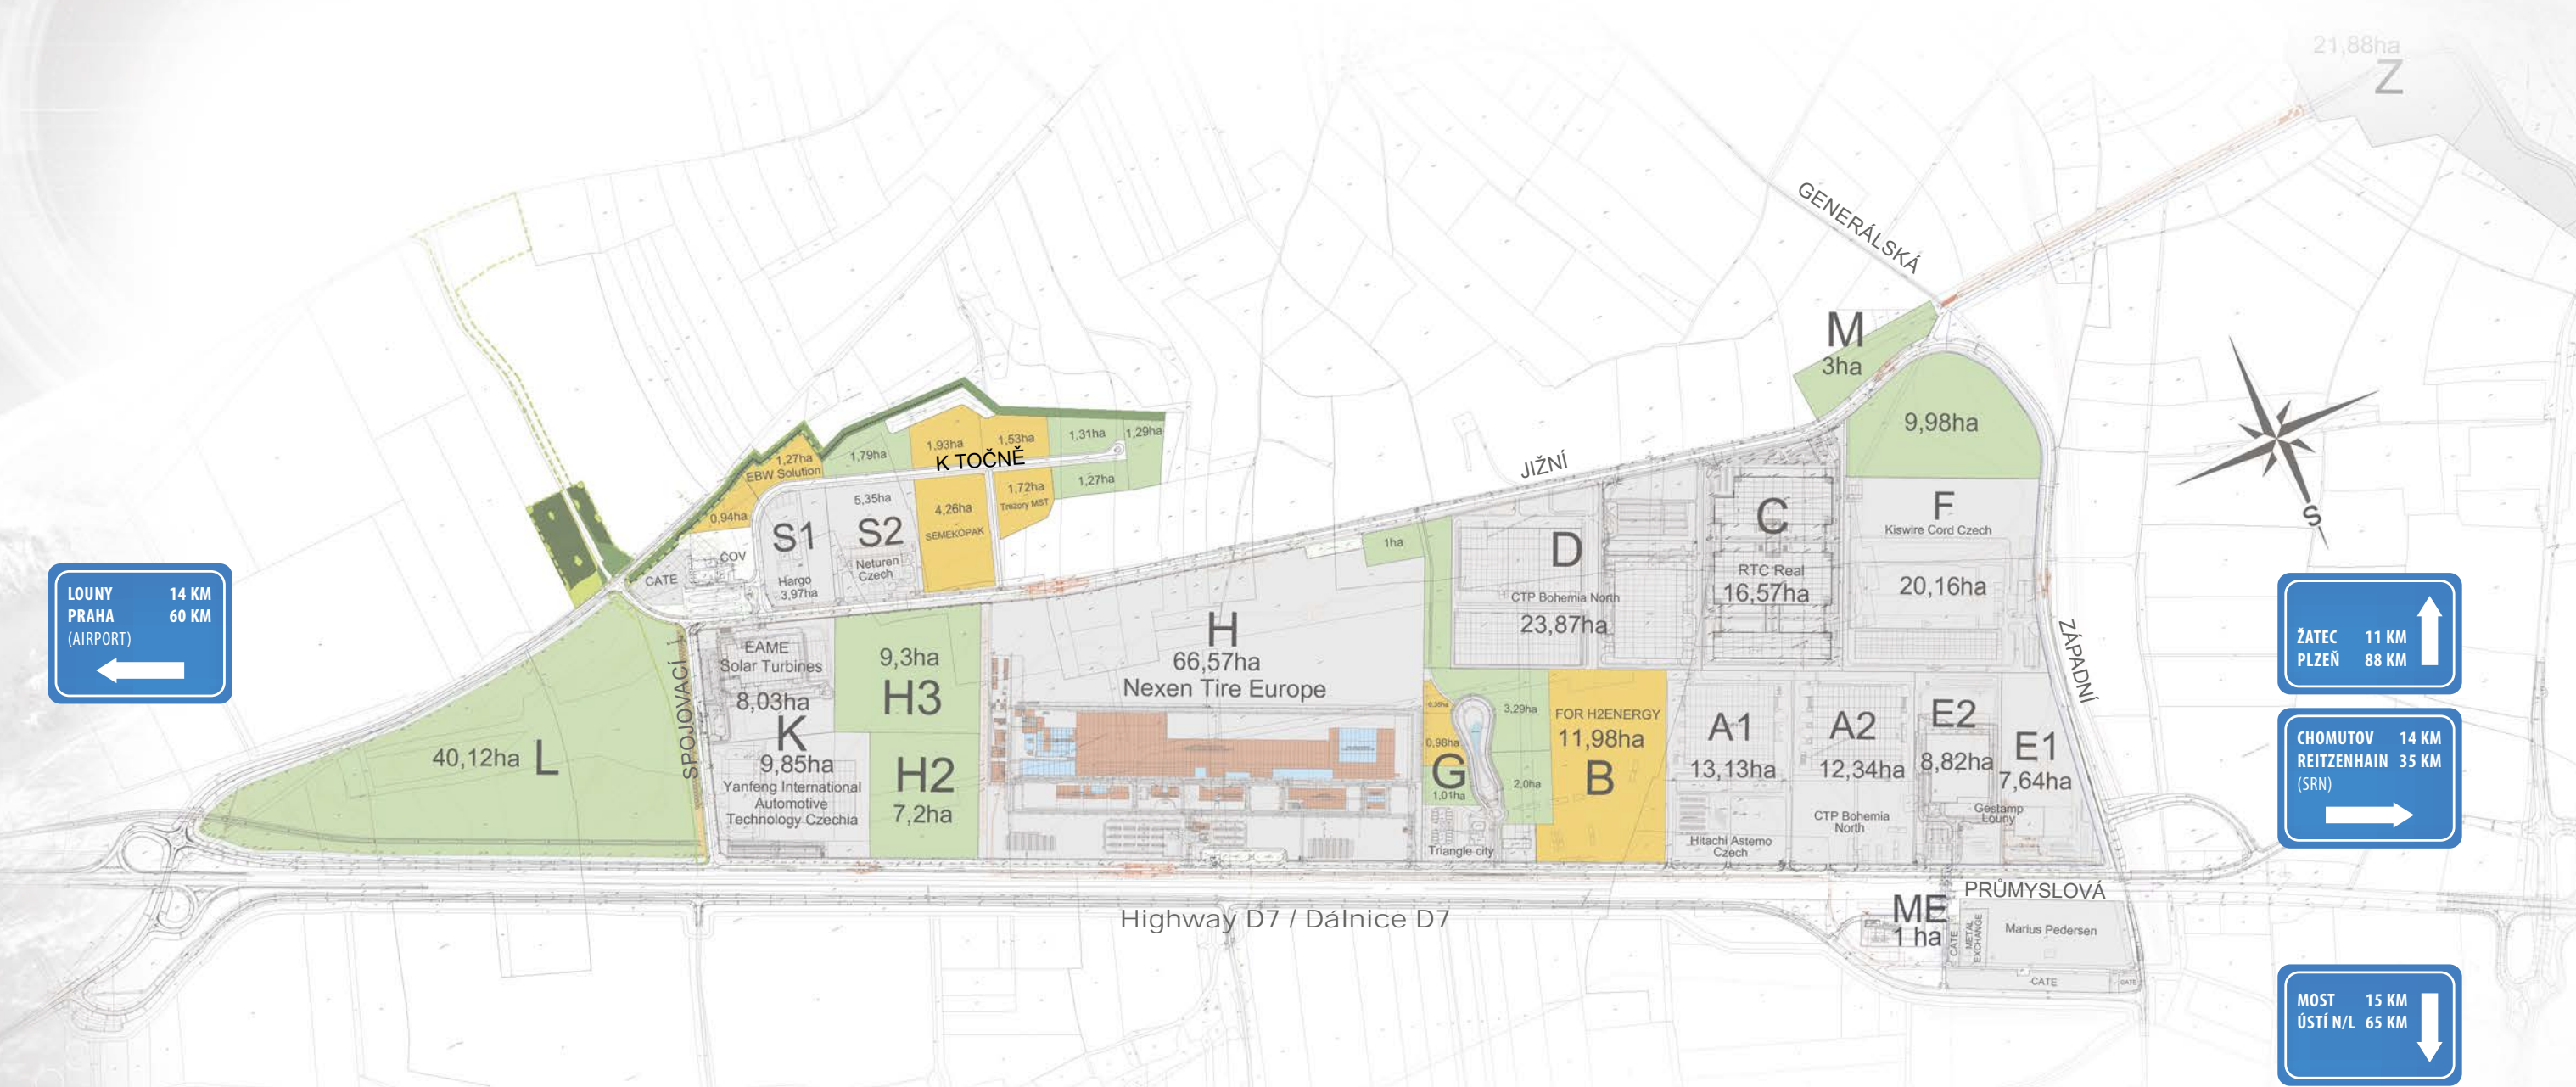 21,88ha
Z
GENERÁLSKÁ
M
3ha
9,98ha
S
1,93ha
1,53ha
1,31ha
1,29ha
K TOČNĚ
1,27ha
EBW Solution
1,79ha
1,27ha
0,94ha
5,35ha
4,26ha
1,72ha
Trezory MST
S1
S2
SEMEKOPAK
ČOV
CATE
Hargo
3,97ha
Neturen
Czech
JIŽNÍ
1ha
D
CTP Bohemia North
23,87ha
C
RTC Real
16,57ha
F
Kiswire Cord Czech
20,16ha
ZÁPADNÍ
LOUNY 14 KM
PRAHA 60 KM
(AIRPORT)
40,12ha L
SPOJOVACÍ
EAME
Solar Turbines
8,03ha
K
9,85ha
Yanfeng International
Automotive
Technology Czechia
9,3ha
H3
H2
7,2ha
H
66,57ha
Nexen Tire Europe
3,29ha
0,98ha
G
1,01ha
2,0ha
Triangle city
FOR H2ENERGY
11,98ha
B
A1
13,13ha
Hitachi Astemo
Czech
A2
12,34ha
CTP Bohemia
North
E2
8,82ha
E1
7,64ha
Gestamp
Louny
ŽATEC 11 KM
PLZEŇ 88 KM
CHOMUTOV 14 KM
REITZENHAIN 35 KM
(SRN)
Highway D7 / Dálnice D7
PRŮMYSLOVÁ
ME
1 ha
CATE
METAL
EXCHANGE
Marius Pedersen
CATE
CATE
MOST 15 KM
ÚSTÍ N/L 65 KM